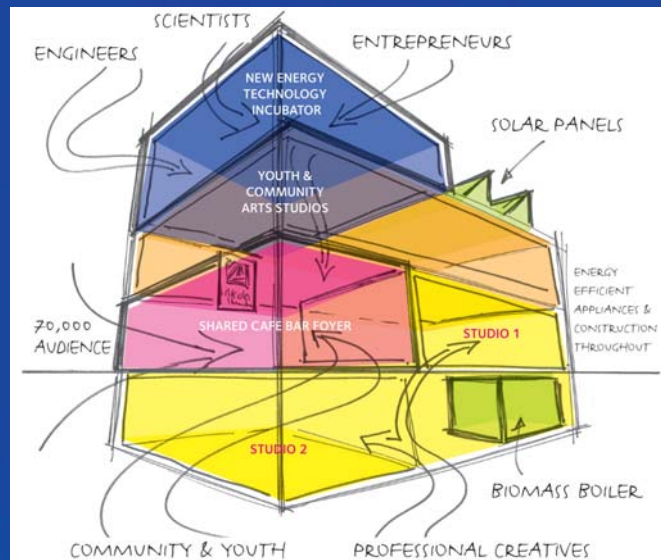 SCIENTISTS
ENGINEERS
ENTREPRENEURS
NEW ENERGY
TECHNOLOGY
INCUBATOR
SOLAR PANELS
YOUTH &
COMMUNITY
ARTS STUDIOS
ENERGY
EFFICIENT
APPLIANCES &
CONSTRUCTION
THROUGHOUT
70,000
AUDIENCE
SHARED CAFE BAR FOYER
STUDIO 1
STUDIO 2
BIOMASS BOILER
COMMUNITY & YOUTH
PROFESSIONAL CREATIVES